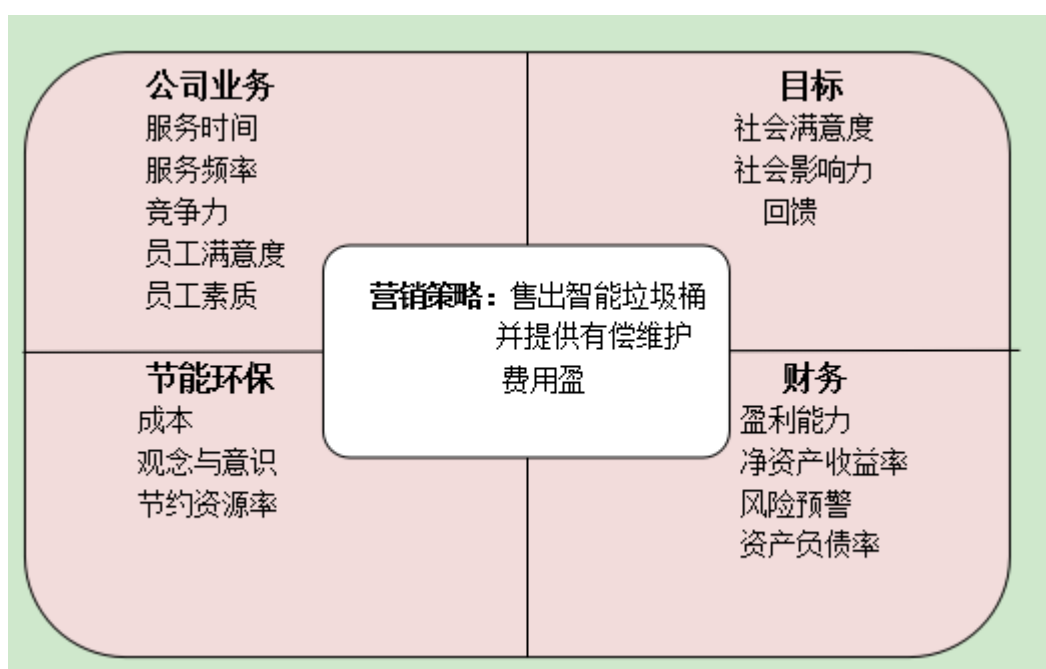 公司业务
服务时间
服务频率
竞争力
员工满意度
员工素质
目标
社会满意度
社会影响力
回馈
营销策略：售出智能垃圾桶
并提供有偿维护
费用盈
节能环保
成本
观念与意识
节约资源率
财务
盈利能力
净资产收益率
风险预警
资产负债率